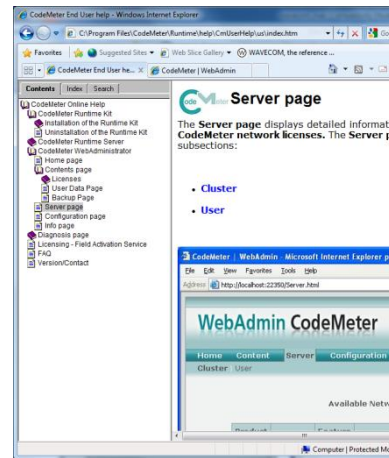 CodeMeter End User help - Windows Internet Explorer
C:\Program Files\CodeMeter\Runtime\help\CmUserHelp\us\index.htm
Favorites Suggested Sites Web Slice Gallery WAVECOM, the reference ...
CodeMeter End User he... X CodeMeter | WebAdmin
Contents Index Search
CodeMeter Online Help
CodeMeter Runtime Kit
Installation of the Runtime Kit
Uninstallation of the Runtime Kit
CodeMeter Runtime Server
CodeMeter WebAdministrator
Home page
Contents page
Licenses
User Data Page
Backup Page
Server page
Configuration page
Info page
Diagnosis page
Licensing - Field Activation Service
FAQ
Version/Contact
Server page
The Server page displays detailed informat
CodeMeter network licenses. The Server p
subsections:
• Cluster
• User
CodeMeter | WebAdmin - Microsoft Internet Explorer p
File Edit View Favorites Tools Help
Address http://localhost:22350/Server.html
WebAdmin CodeMeter
Home Content Server Configuration
Cluster User
Available Netw
Computer | Protected Mo